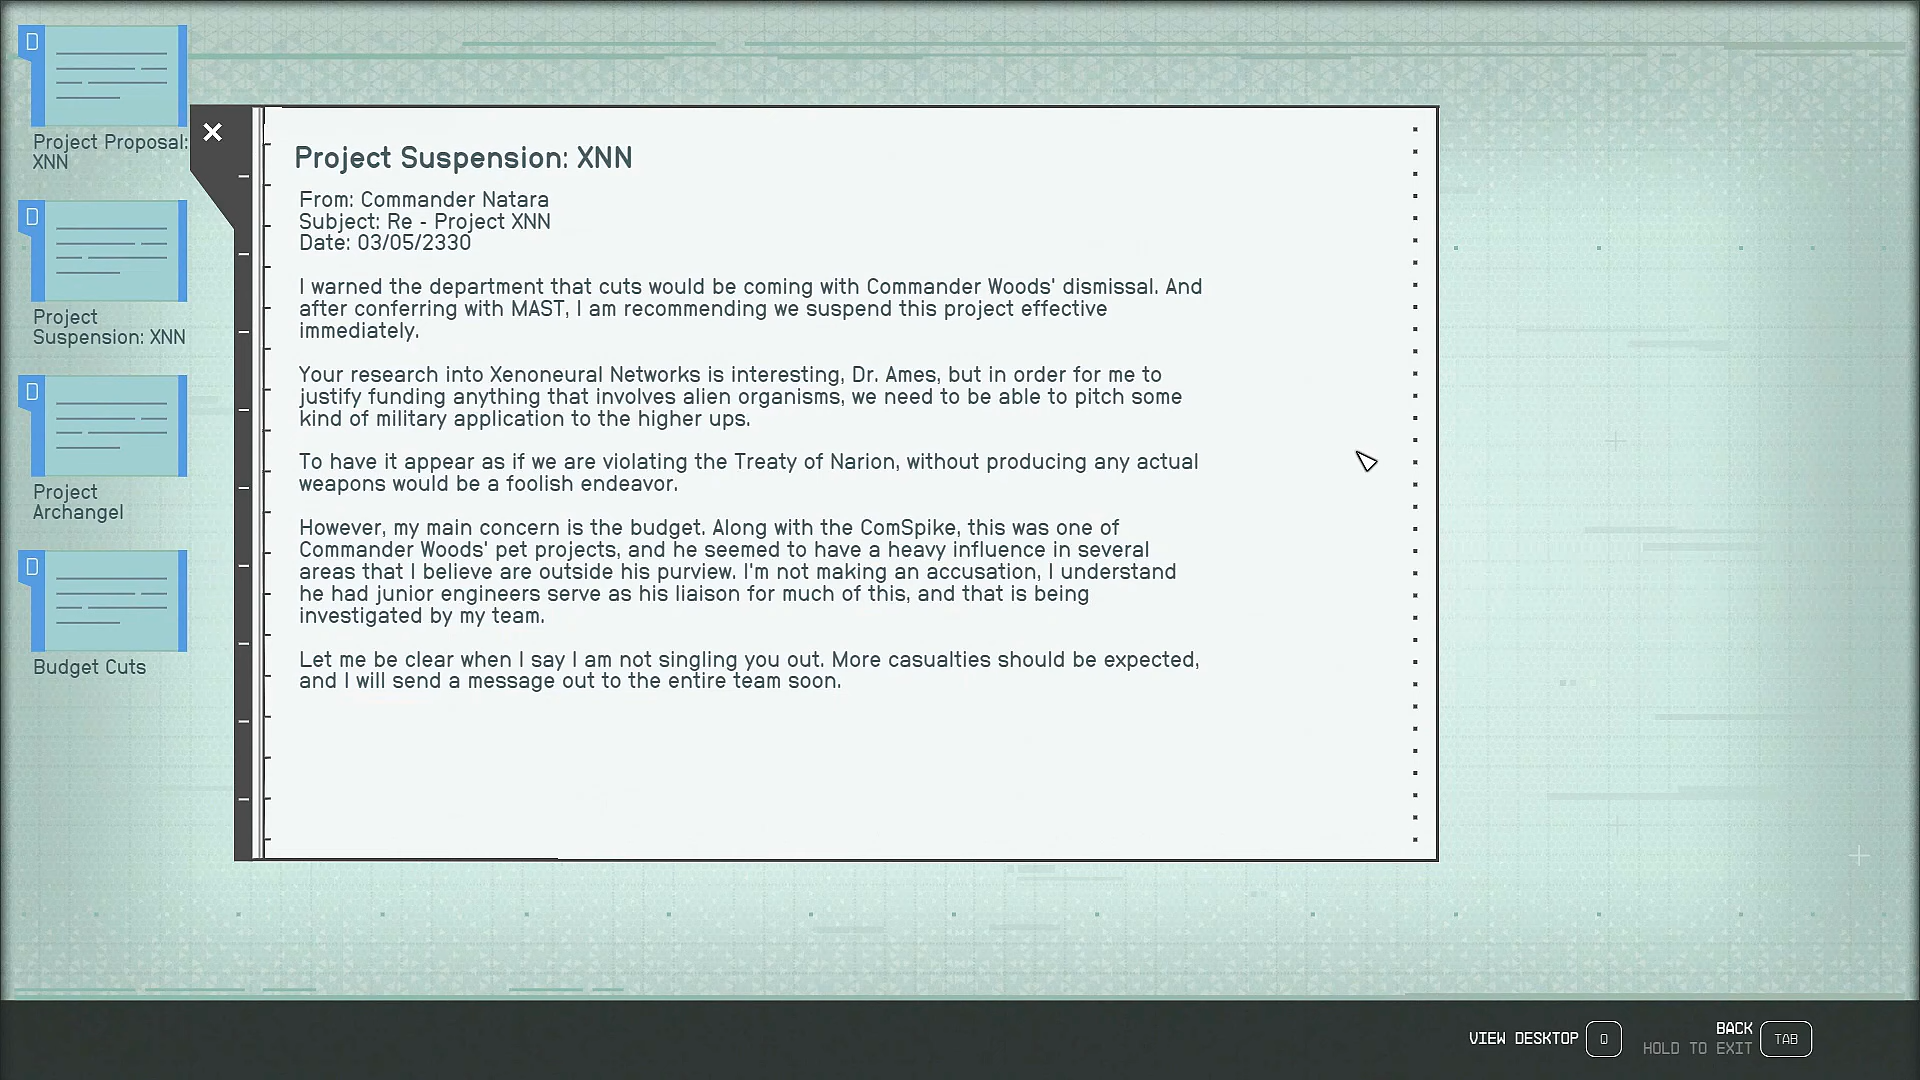 D
Project Proposal:
XNN
D
Project
Suspension: XNN
D
Project
Archangel
D
Budget Cuts
Project Suspension: XNN
From: Commander Natara
Subject: Re - Project XNN
Date: 03/05/2330
I warned the department that cuts would be coming with Commander Woods' dismissal. And
after conferring with MAST, I am recommending we suspend this project effective
immediately.
Your research into Xenoneural Networks is interesting, Dr. Ames, but in order for me to
justify funding anything that involves alien organisms, we need to be able to pitch some
kind of military application to the higher ups.
To have it appear as if we are violating the Treaty of Narion, without producing any actual
weapons would be a foolish endeavor.
However, my main concern is the budget. Along with the ComSpike, this was one of
Commander Woods' pet projects, and he seemed to have a heavy influence in several
areas that I believe are outside his purview. I'm not making an accusation, I understand
he had junior engineers serve as his liaison for much of this, and that is being
investigated by my team.
Let me be clear when I say I am not singling you out. More casualties should be expected,
and I will send a message out to the entire team soon.
VIEW DESKTOP Q
BACK
HOLD TO EXIT TAB